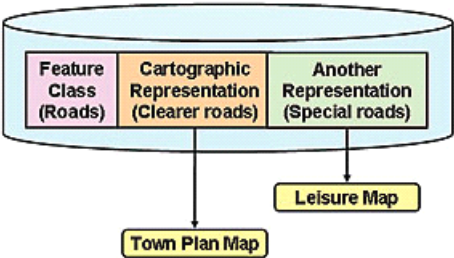 Feature
Class
(Roads)
Cartographic
Representation
(Clearer roads)
Another
Representation
(Special roads)
Leisure Map
Town Plan Map